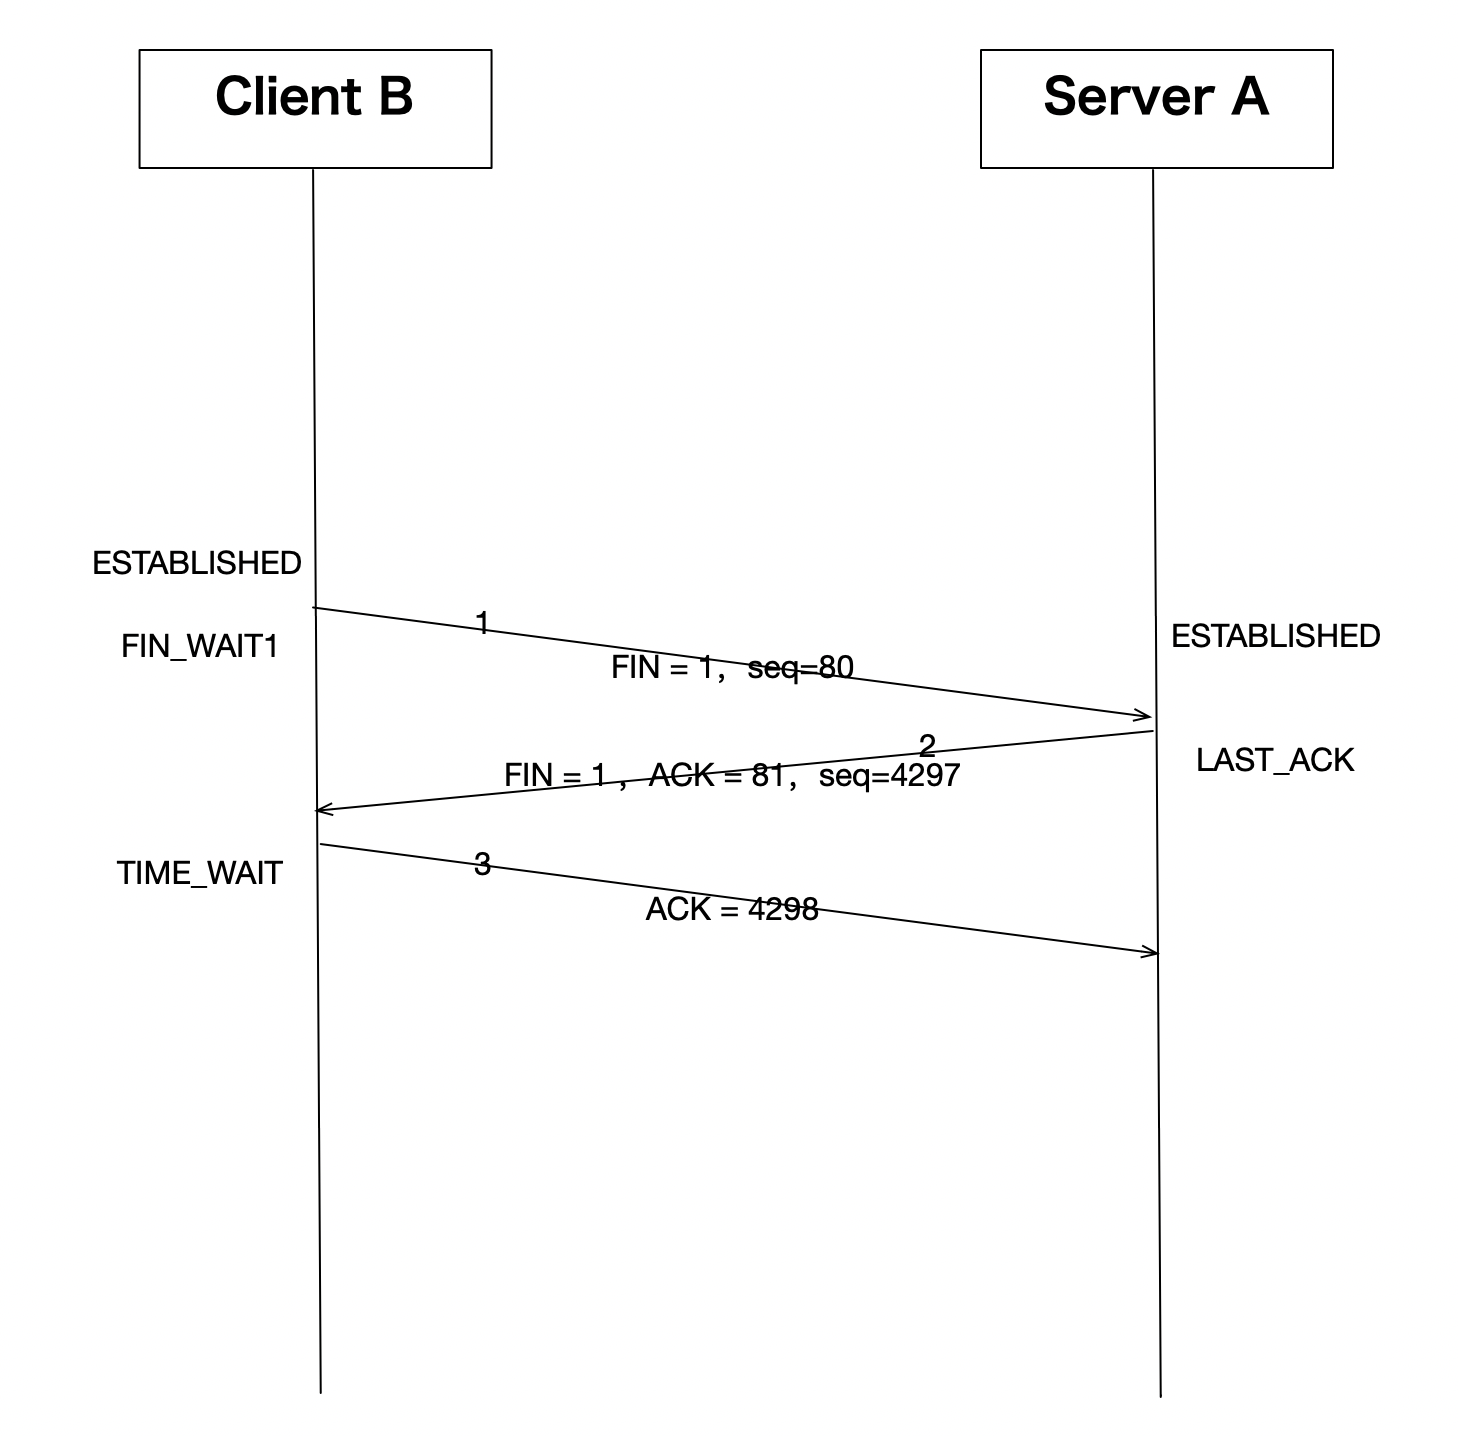 Client B
Server A
ESTABLISHED
1
FIN_WAIT1
ESTABLISHED
FIN = 1,  seq=80
2
LAST_ACK
FIN = 1 ,  ACK = 81,  seq=4297
3
TIME_WAIT
ACK = 4298